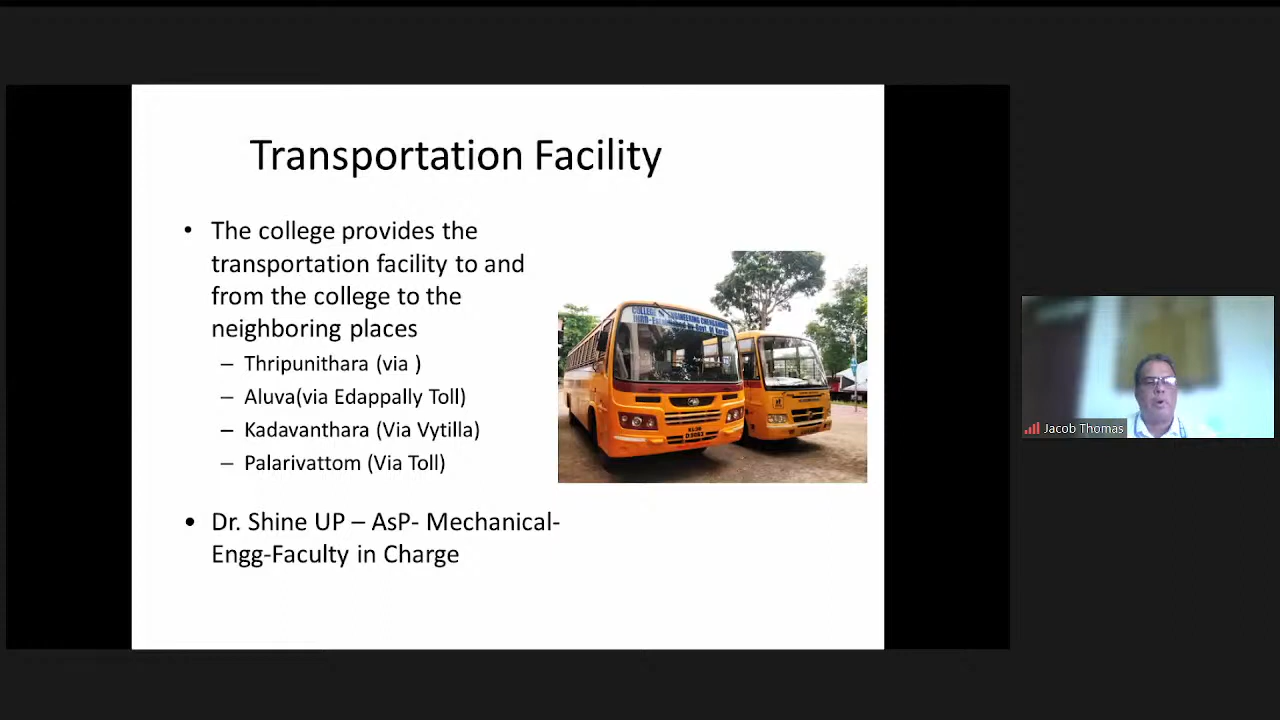 Transportation Facility
• The college provides the
transportation facility to and
from the college to the
neighboring places
– Thripunithara (via )
– Aluva(via Edappally Toll)
– Kadavanthara (Via Vytilla)
– Palarivattom (Via Toll)
• Dr. Shine UP – AsP- Mechanical-
Engg-Faculty in Charge
COLLEGE ENGINEERING
Jacob Thomas